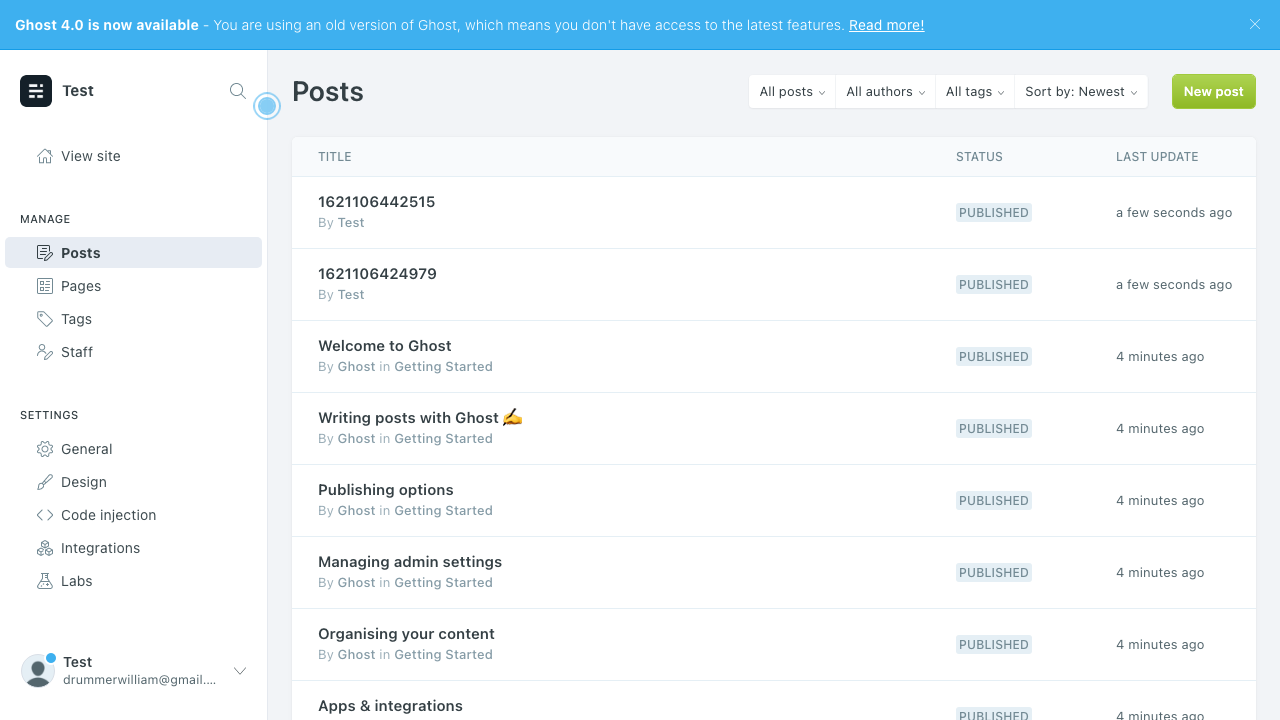 Ghost 4.0 is now available - You are using an old version of Ghost, which means you don't have access to the latest features. Read more!
Test
View site
MANAGE
Posts
Pages
Tags
Staff
SETTINGS
General
Design
Code injection
Integrations
Labs
Test
drummerwilliam@gmail....
Posts
All posts
All authors
All tags
Sort by: Newest
New post
TITLE STATUS LAST UPDATE
1621106442515
By Test
PUBLISHED
a few seconds ago
1621106424979
By Test
PUBLISHED
a few seconds ago
Welcome to Ghost
By Ghost in Getting Started
PUBLISHED
4 minutes ago
Writing posts with Ghost ✍️
By Ghost in Getting Started
PUBLISHED
4 minutes ago
Publishing options
By Ghost in Getting Started
PUBLISHED
4 minutes ago
Managing admin settings
By Ghost in Getting Started
PUBLISHED
4 minutes ago
Organising your content
By Ghost in Getting Started
PUBLISHED
4 minutes ago
Apps & integrations
PUBLISHED
4 minutes ago